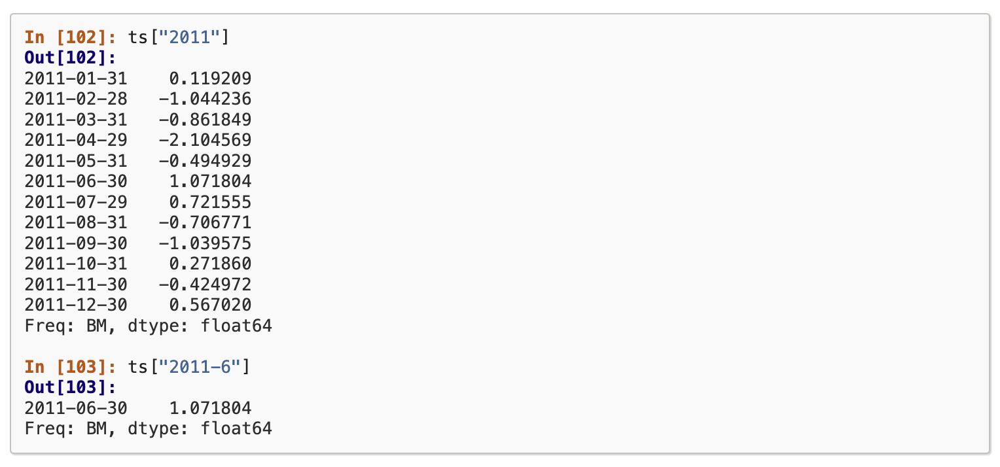 In [102]: ts["2011"]
Out[102]:
2011-01-31    0.119209
2011-02-28   -1.044236
2011-03-31   -0.861849
2011-04-29   -2.104569
2011-05-31   -0.494929
2011-06-30    1.071804
2011-07-29    0.721555
2011-08-31   -0.706771
2011-09-30   -1.039575
2011-10-31    0.271860
2011-11-30   -0.424972
2011-12-30    0.567020
Freq: BM, dtype: float64
In [103]: ts["2011-6"]
Out[103]:
2011-06-30    1.071804
Freq: BM, dtype: float64